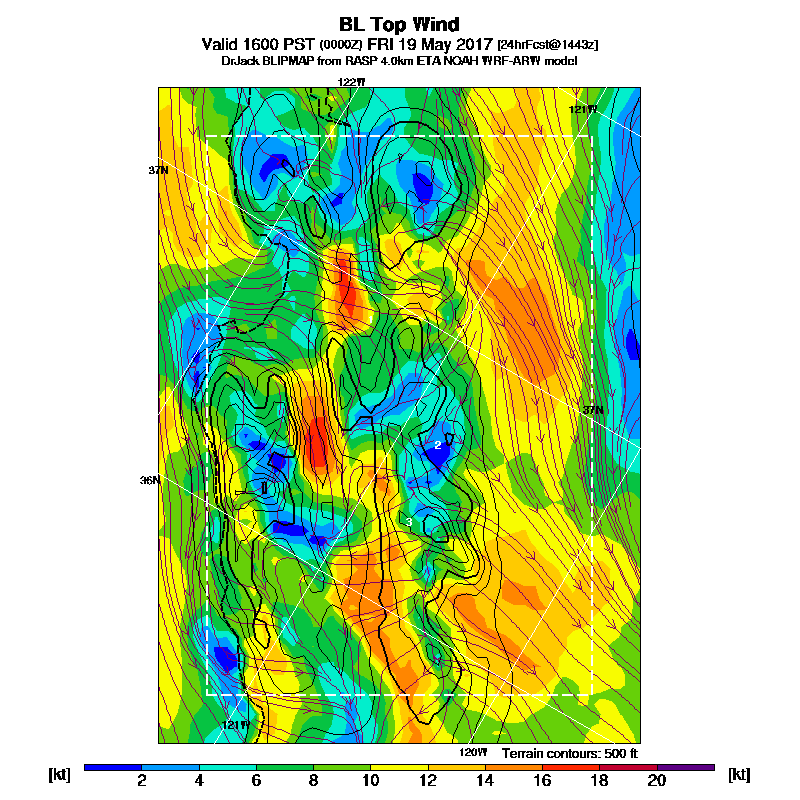 BL Top Wind
Valid 1600 PST (0000Z) FRI 19 May 2017 [24hrFcst@1443z]
DrJack BLIPMAP from RASP 4.0km ETA NOAH WRF-ARW model
122W
121W
37N
37N
2
36N
3
121W
120W
Terrain contours: 500 ft
[kt] 2 4 6 8 10 12 14 16 18 20 [kt]